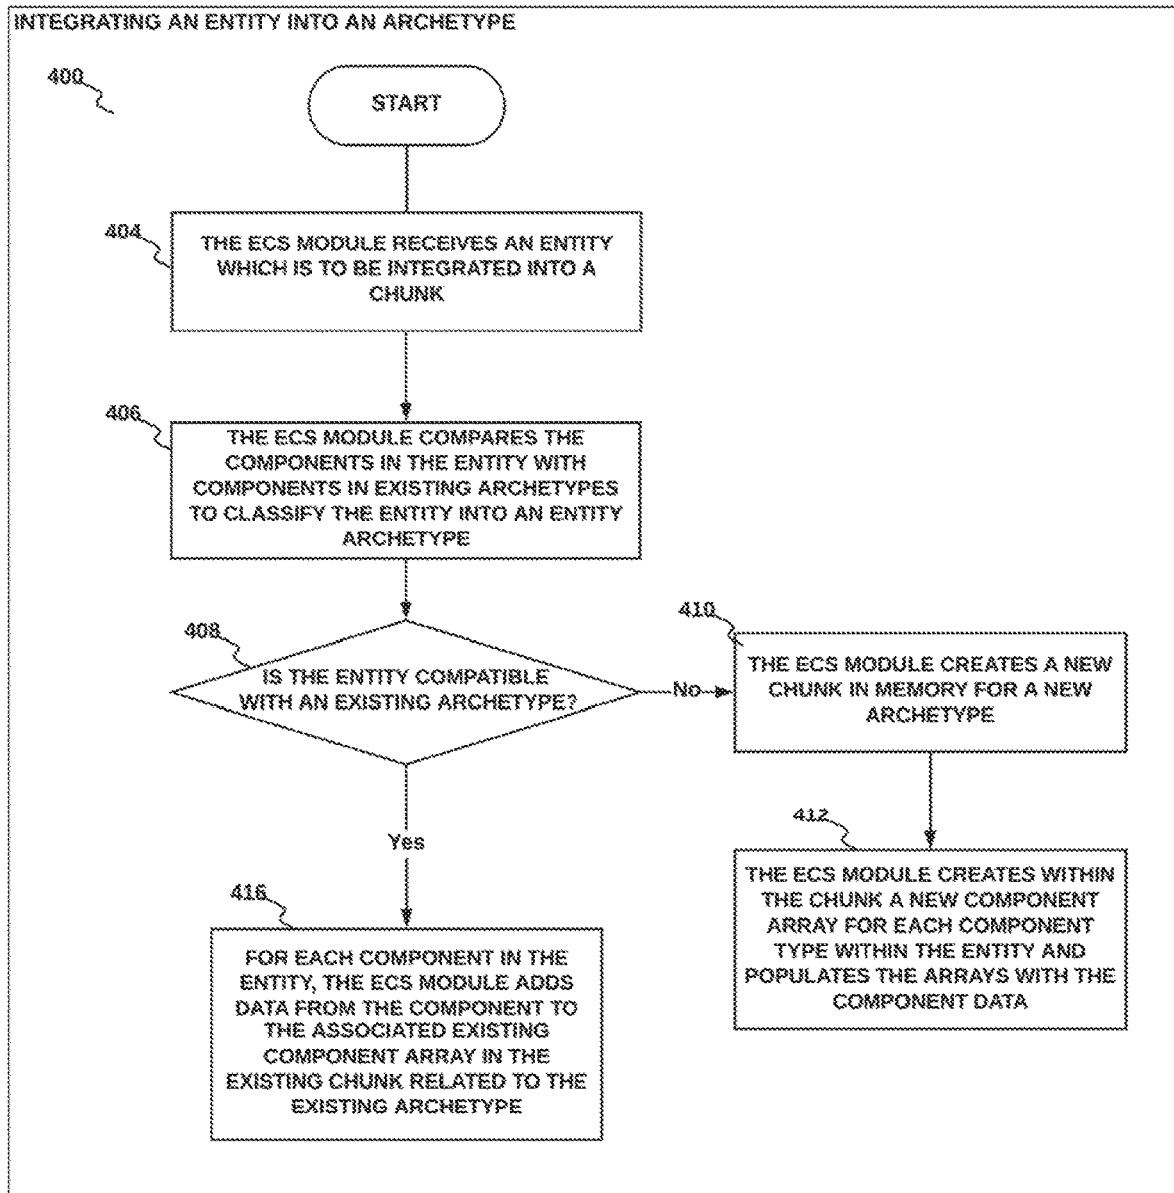 INTEGRATING AN ENTITY INTO AN ARCHETYPE
400
START
404
THE ECS MODULE RECEIVES AN ENTITY
WHICH IS TO BE INTEGRATED INTO A
CHUNK
406
THE ECS MODULE COMPARES THE
COMPONENTS IN THE ENTITY WITH
COMPONENTS IN EXISTING ARCHETYPES
TO CLASSIFY THE ENTITY INTO AN ENTITY
ARCHETYPE
408
IS THE ENTITY COMPATIBLE
WITH AN EXISTING ARCHETYPE?
No
410
THE ECS MODULE CREATES A NEW
CHUNK IN MEMORY FOR A NEW
ARCHETYPE
412
THE ECS MODULE CREATES WITHIN
THE CHUNK A NEW COMPONENT
ARRAY FOR EACH COMPONENT
TYPE WITHIN THE ENTITY AND
POPULATES THE ARRAYS WITH THE
COMPONENT DATA
Yes
416
FOR EACH COMPONENT IN THE
ENTITY, THE ECS MODULE ADDS
DATA FROM THE COMPONENT TO
THE ASSOCIATED EXISTING
COMPONENT ARRAY IN THE
EXISTING CHUNK RELATED TO THE
EXISTING ARCHETYPE